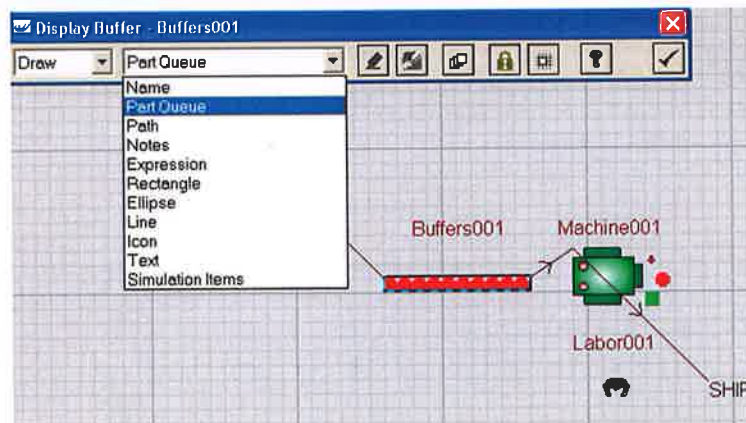 Display Buffer - Buffers001
Draw
Part Queue
Name
Part Queue
Path
Notes
Expression
Rectangle
Ellipse
Line
Icon
Text
Simulation Items
Buffers001
Machine001
Labor001
SHIP